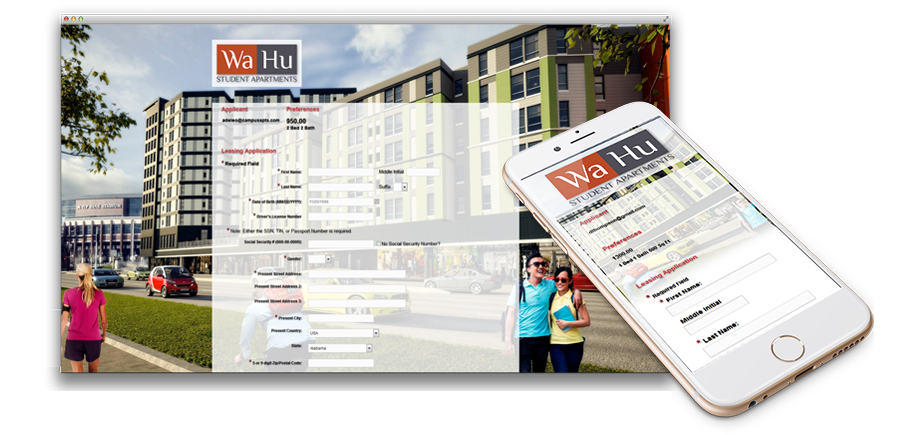 Wa Hu
STUDENT APARTMENTS
Applicant Preferences
adeleo@campusapts.com $50.00
2 Bed 2 Bath
Leasing Application
* Required Field
* First Name: Middle Initial
* Last Name: Suffix
* Date of Birth (MM/DD/YYYY):
* Driver's License Number
* Note: Either the SSN, TIN, or Passport Number is required.
Social Security # (000-00-0000): No Social Security Number?
* Gender:
* Present Street Address:
Present Street Address 2:
Present Street Address 3:
* Present City:
Present Country: USA
State: Alabama
* 5 or 9 digit Zip/Postal Code:
Wa Hu
STUDENT APARTMENTS
Applicant
Preferences
1300.00
1 Bed 1 Bath 600 Sq Ft
Leasing Application
* Required Field
* First Name:
Middle Initial
* Last Name: